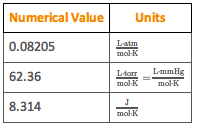 Numerical Value Units
0.08205 L·atm/mol·K
62.36 L·torr/mol·K = L·mmHg/mol·K
8.314 J/mol·K